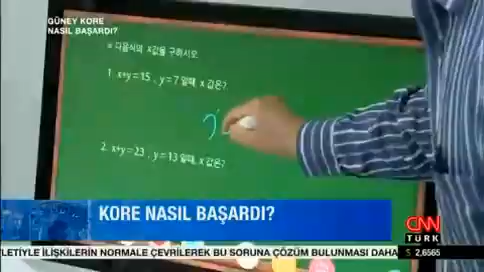 GÜNEY KORE
NASIL BAŞARDI?
※ 다음식의 X값을 구하시오.
1. x+y=15 , y=7일때, x 값은?
2. x+y=23 , y=13일때, x 값은?
KORE NASIL BAŞARDI?
CNN
TÜRK
LETİYLE İLİŞKİLERİN NORMALE ÇEVRİLEREK BU SORUNA ÇÖZÜM BULUNMASI DAHA
$ 2,6565